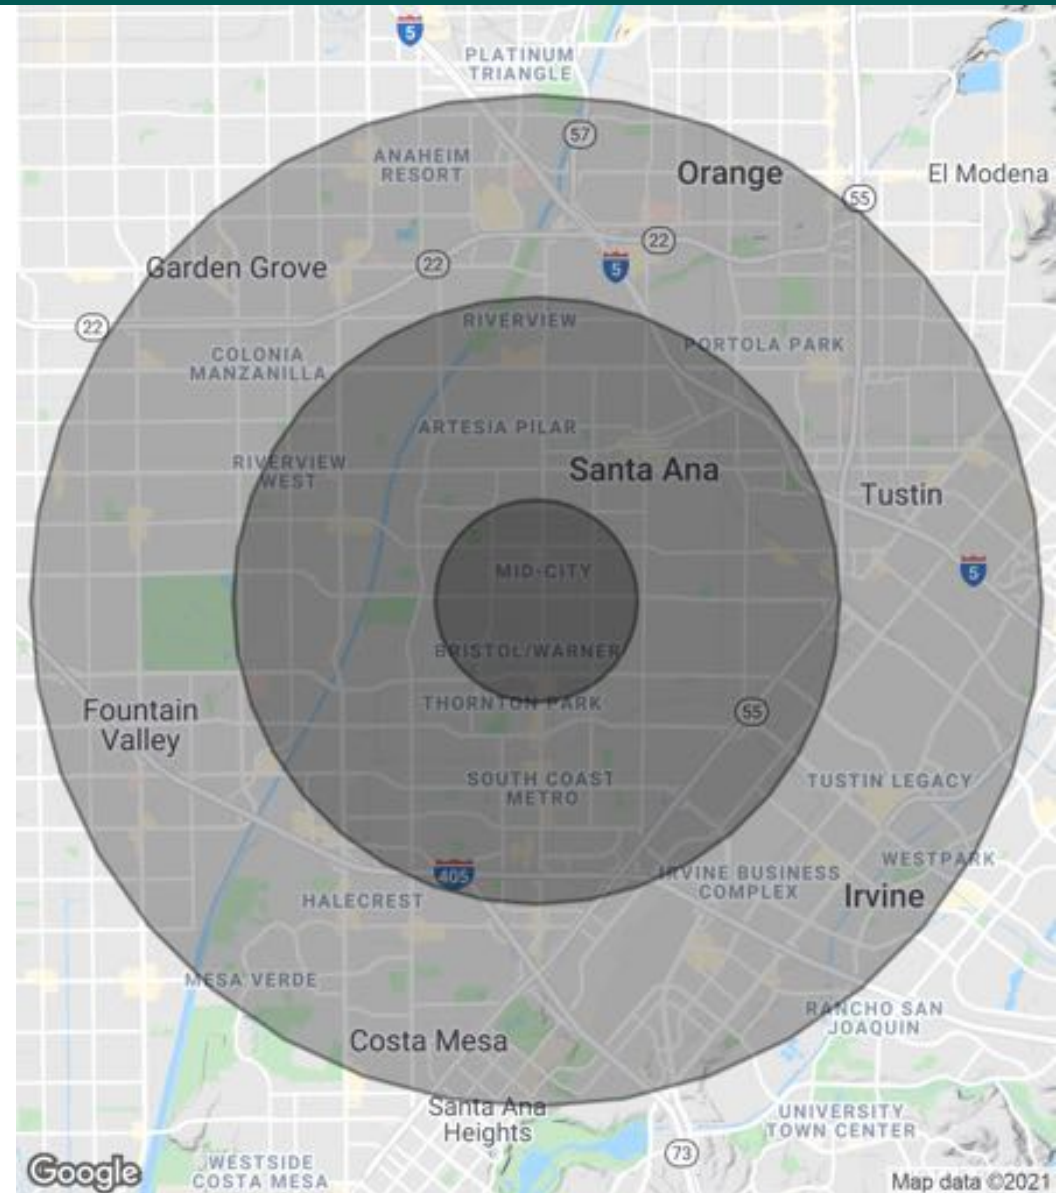 5
PLATINUM
TRIANGLE
57
ANAHEIM
RESORT
Orange
El Modena
55
22
22
5
Garden Grove
22
RIVERVIEW
COLONIA
MANZANILLA
PORTOLA PARK
ARTESIA PILAR
RIVERVIEW
WEST
Santa Ana
Tustin
MID-CITY
5
BRISTOL/WARNER
THORNTON PARK
Fountain
Valley
55
SOUTH COAST
METRO
TUSTIN LEGACY
WESTPARK
405
IRVINE BUSINESS
COMPLEX
HALECREST
Irvine
MESA VERDE
RANCHO SAN
JOAQUIN
Costa Mesa
Santa Ana
Heights
UNIVERSITY
TOWN CENTER
73
WESTSIDE
COSTA MESA
Google
Map data ©2021